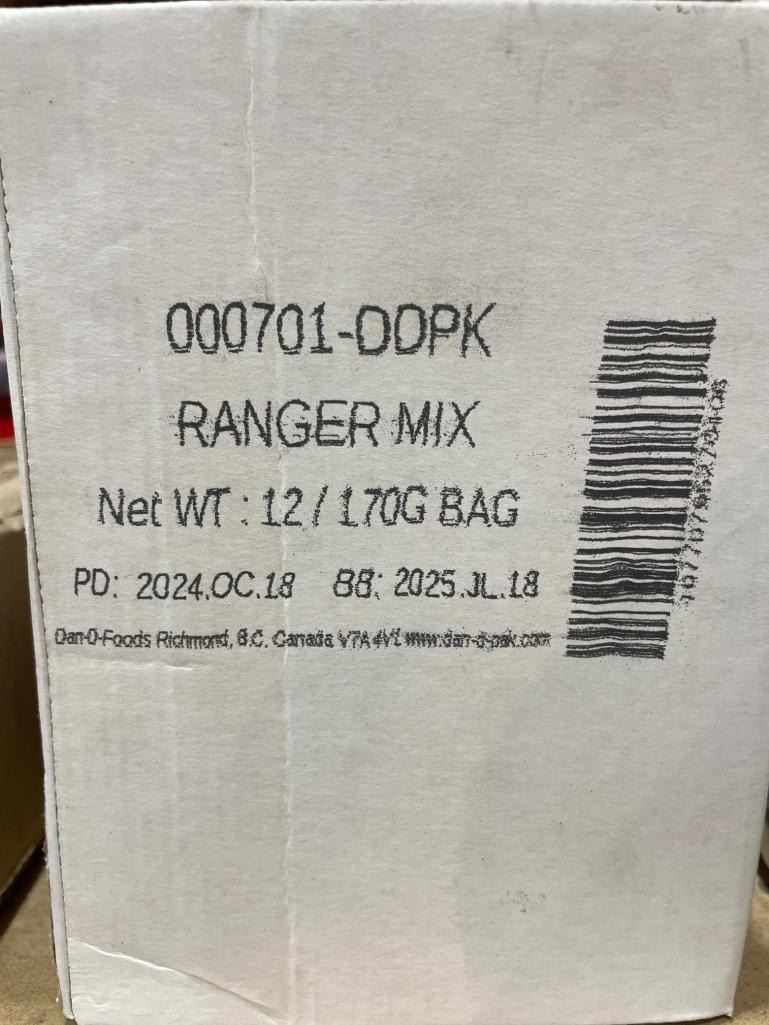 000701-DDPK
RANGER MIX
Net WT : 12 / 170G BAG
PD: 2024.OC.18 BB: 2025.JL.18
Dan-D-Foods Richmond, B.C. Canada V7A 4V1 www.dan-d-pak.com